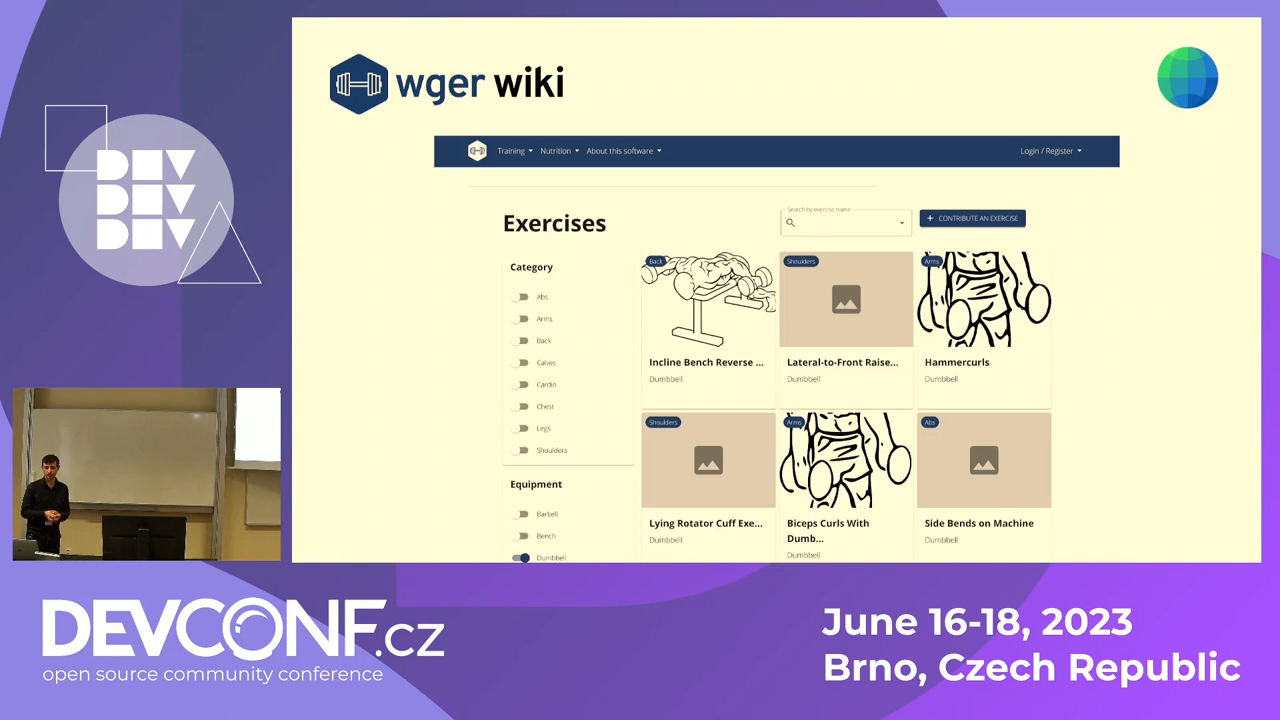 DEV
DEV
DEV
wger wiki
Training
Nutrition
About this software
Login / Register
Exercises
Search by exercise name
CONTRIBUTE AN EXERCISE
Category
Abs
Arms
Back
Calves
Cardio
Chest
Legs
Shoulders
Equipment
Barbell
Bench
Dumbbell
Back
Incline Bench Reverse ...
Dumbbell
Shoulders
Lateral-to-Front Raise...
Dumbbell
Arms
Hammercurls
Dumbbell
Shoulders
Lying Rotator Cuff Exe...
Dumbbell
Arms
Biceps Curls With
Dumb...
Dumbbell
Abs
Side Bends on Machine
Dumbbell
DEVCONF.cz
open source community conference
June 16-18, 2023
Brno, Czech Republic